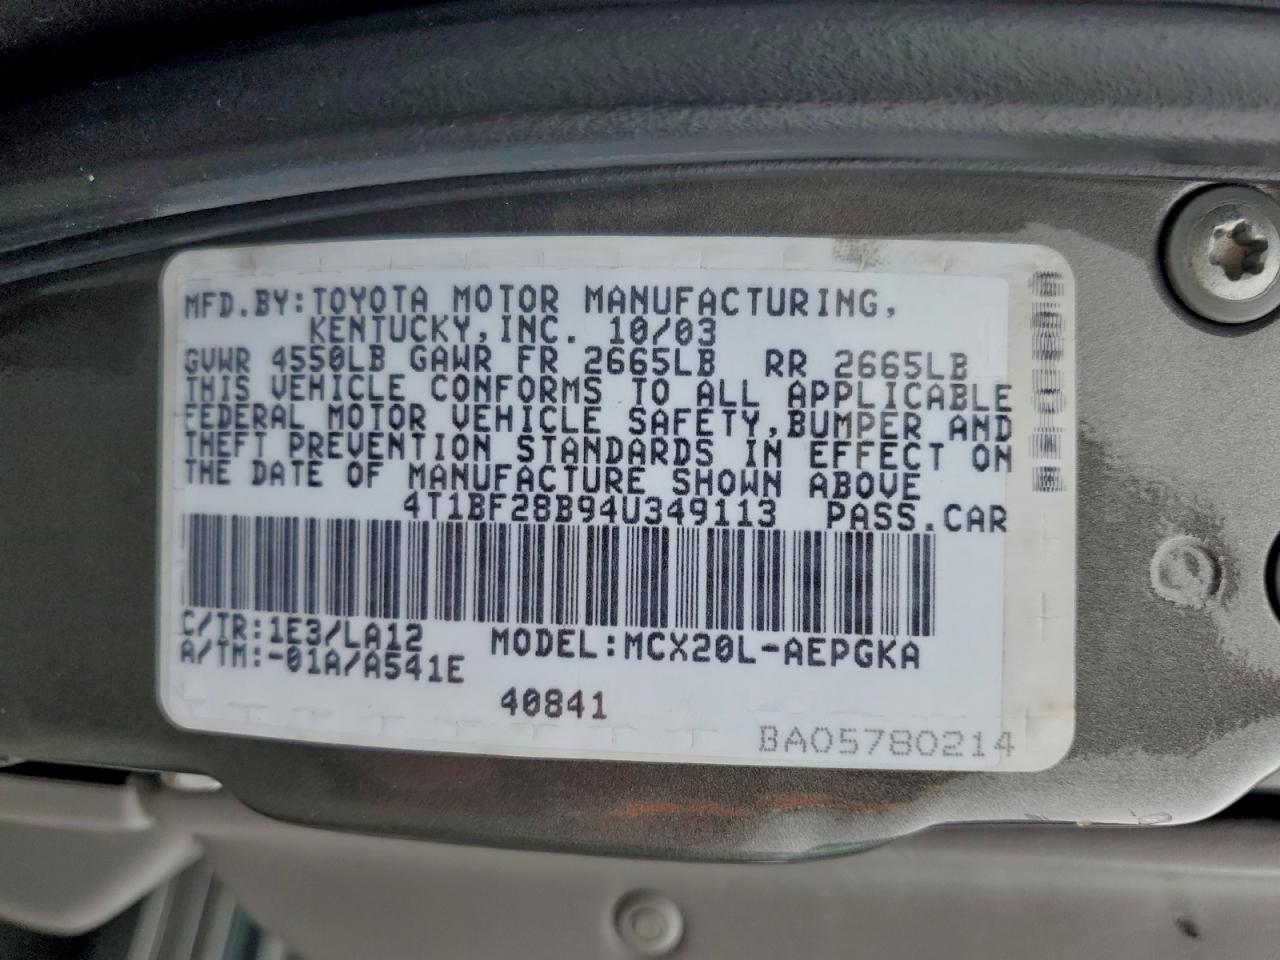 MFD.BY:TOYOTA MOTOR MANUFACTURING,
KENTUCKY,INC. 10/03
GVWR 4550LB GAWR FR 2665LB RR 2665LB
THIS VEHICLE CONFORMS TO ALL APPLICABLE
FEDERAL MOTOR VEHICLE SAFETY,BUMPER AND
THEFT PREVENTION STANDARDS IN EFFECT ON
THE DATE OF MANUFACTURE SHOWN ABOVE
4T1BF28B94U349113 PASS.CAR
C/TR:1E3/LA12 MODEL:MCX20L-AEPGKA
A/TM:-01A/A541E
40841
BA05780214